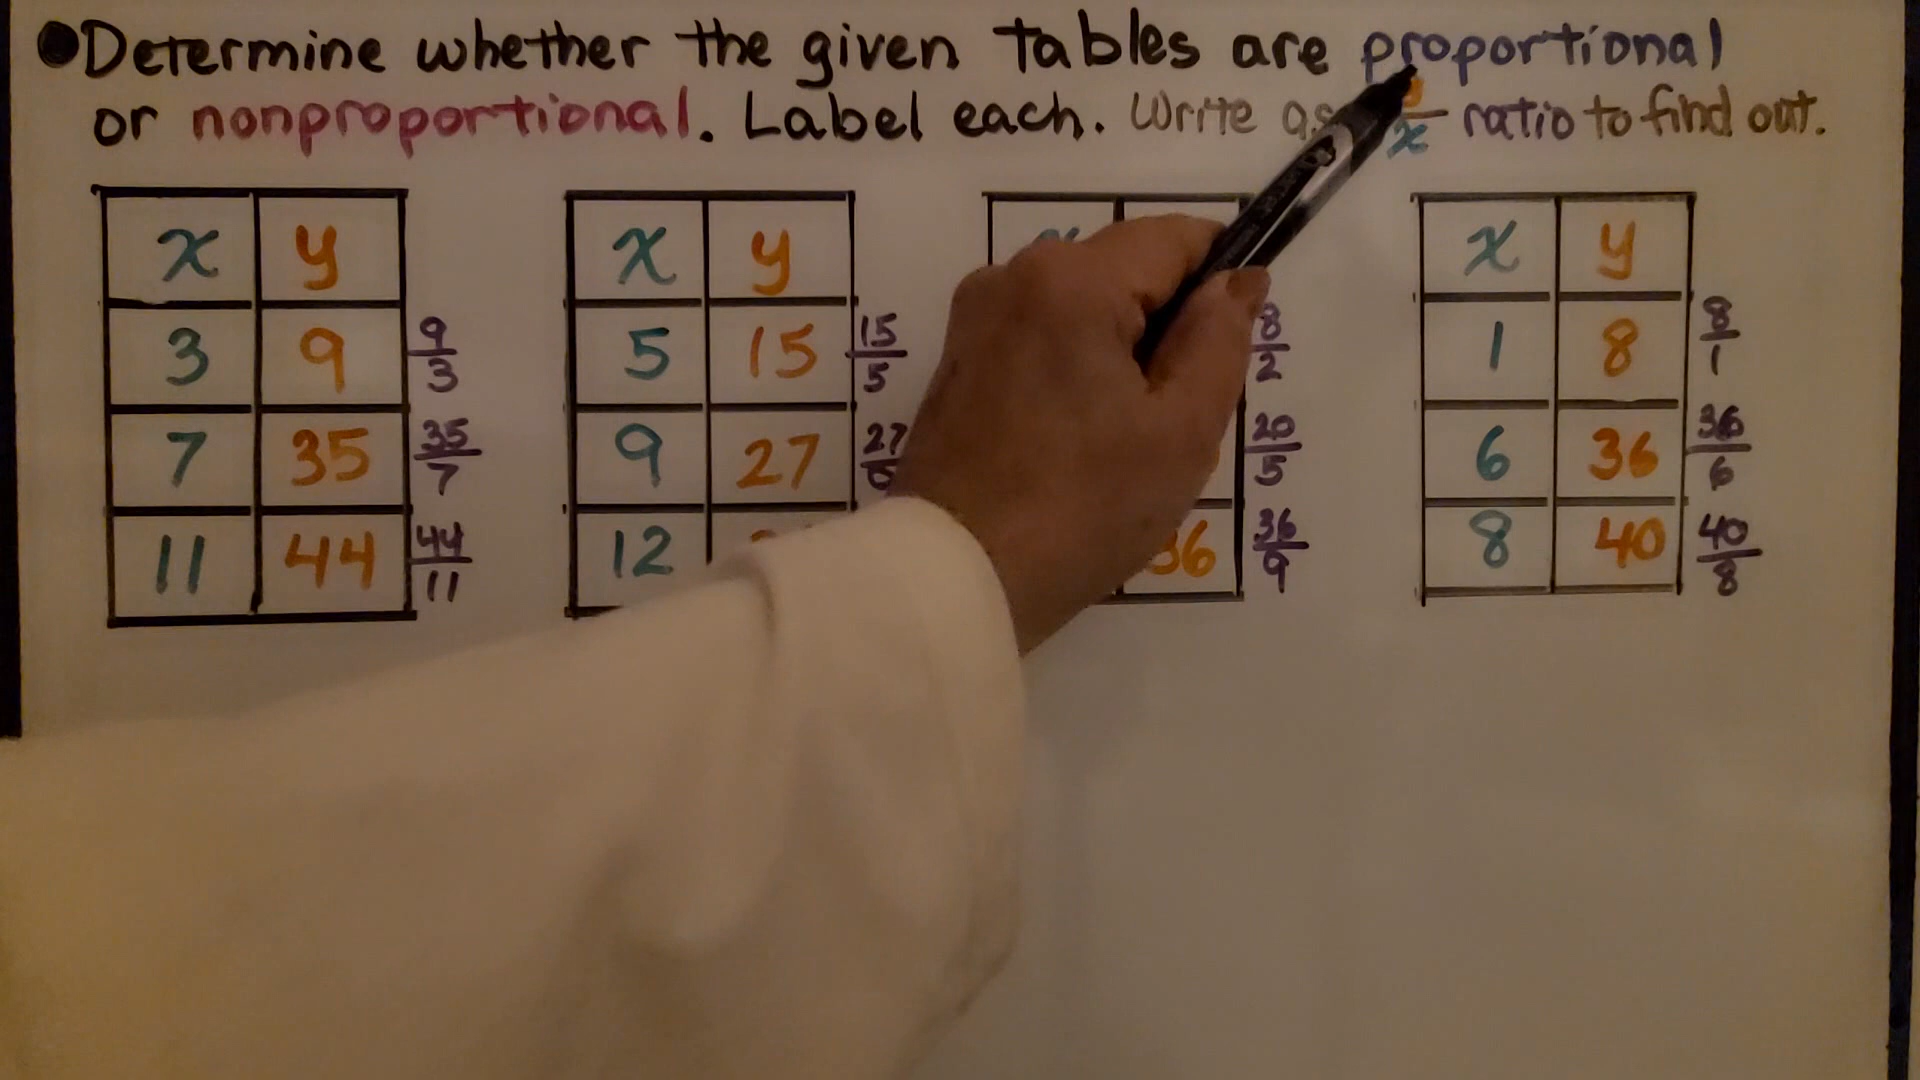 Determine whether the given tables are proportional
or nonproportional. Label each. Write as y/x ratio to find out.
x y
3 9 9/3
7 35 35/7
11 44 44/11
x y
5 15 15/5
9 27
12
8/2
20/5
36 36/9
x y
1 8 8/1
6 36 36/6
8 40 40/8